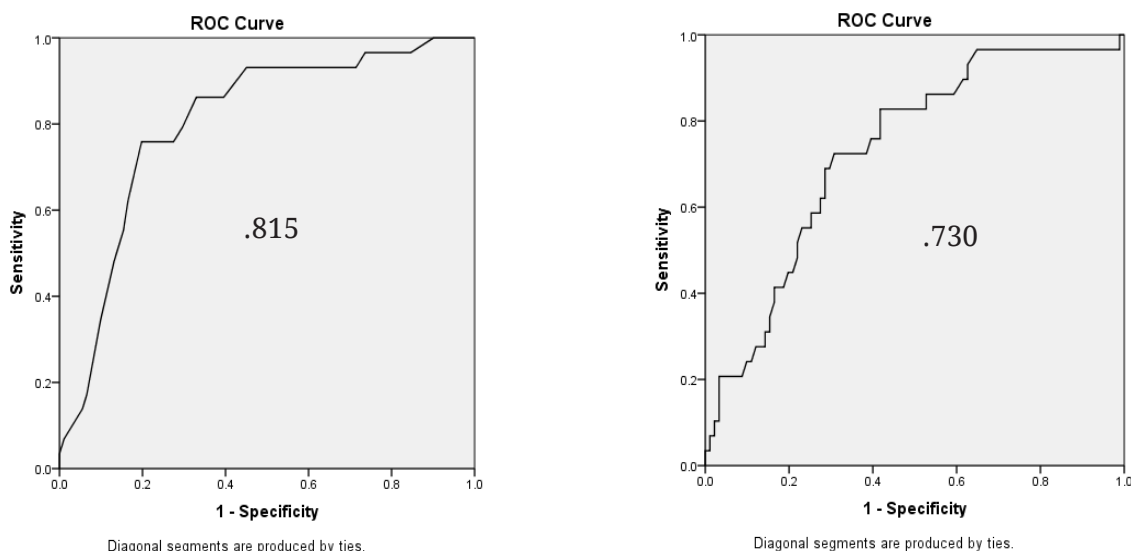 ROC Curve
1.0
0.8
0.6
0.4
0.2
0.0
Sensitivity
.815
0.0 0.2 0.4 0.6 0.8 1.0
1 - Specificity
Diagonal segments are produced by ties.
ROC Curve
1.0
0.8
0.6
0.4
0.2
0.0
Sensitivity
.730
0.0 0.2 0.4 0.6 0.8 1.0
1 - Specificity
Diagonal segments are produced by ties.